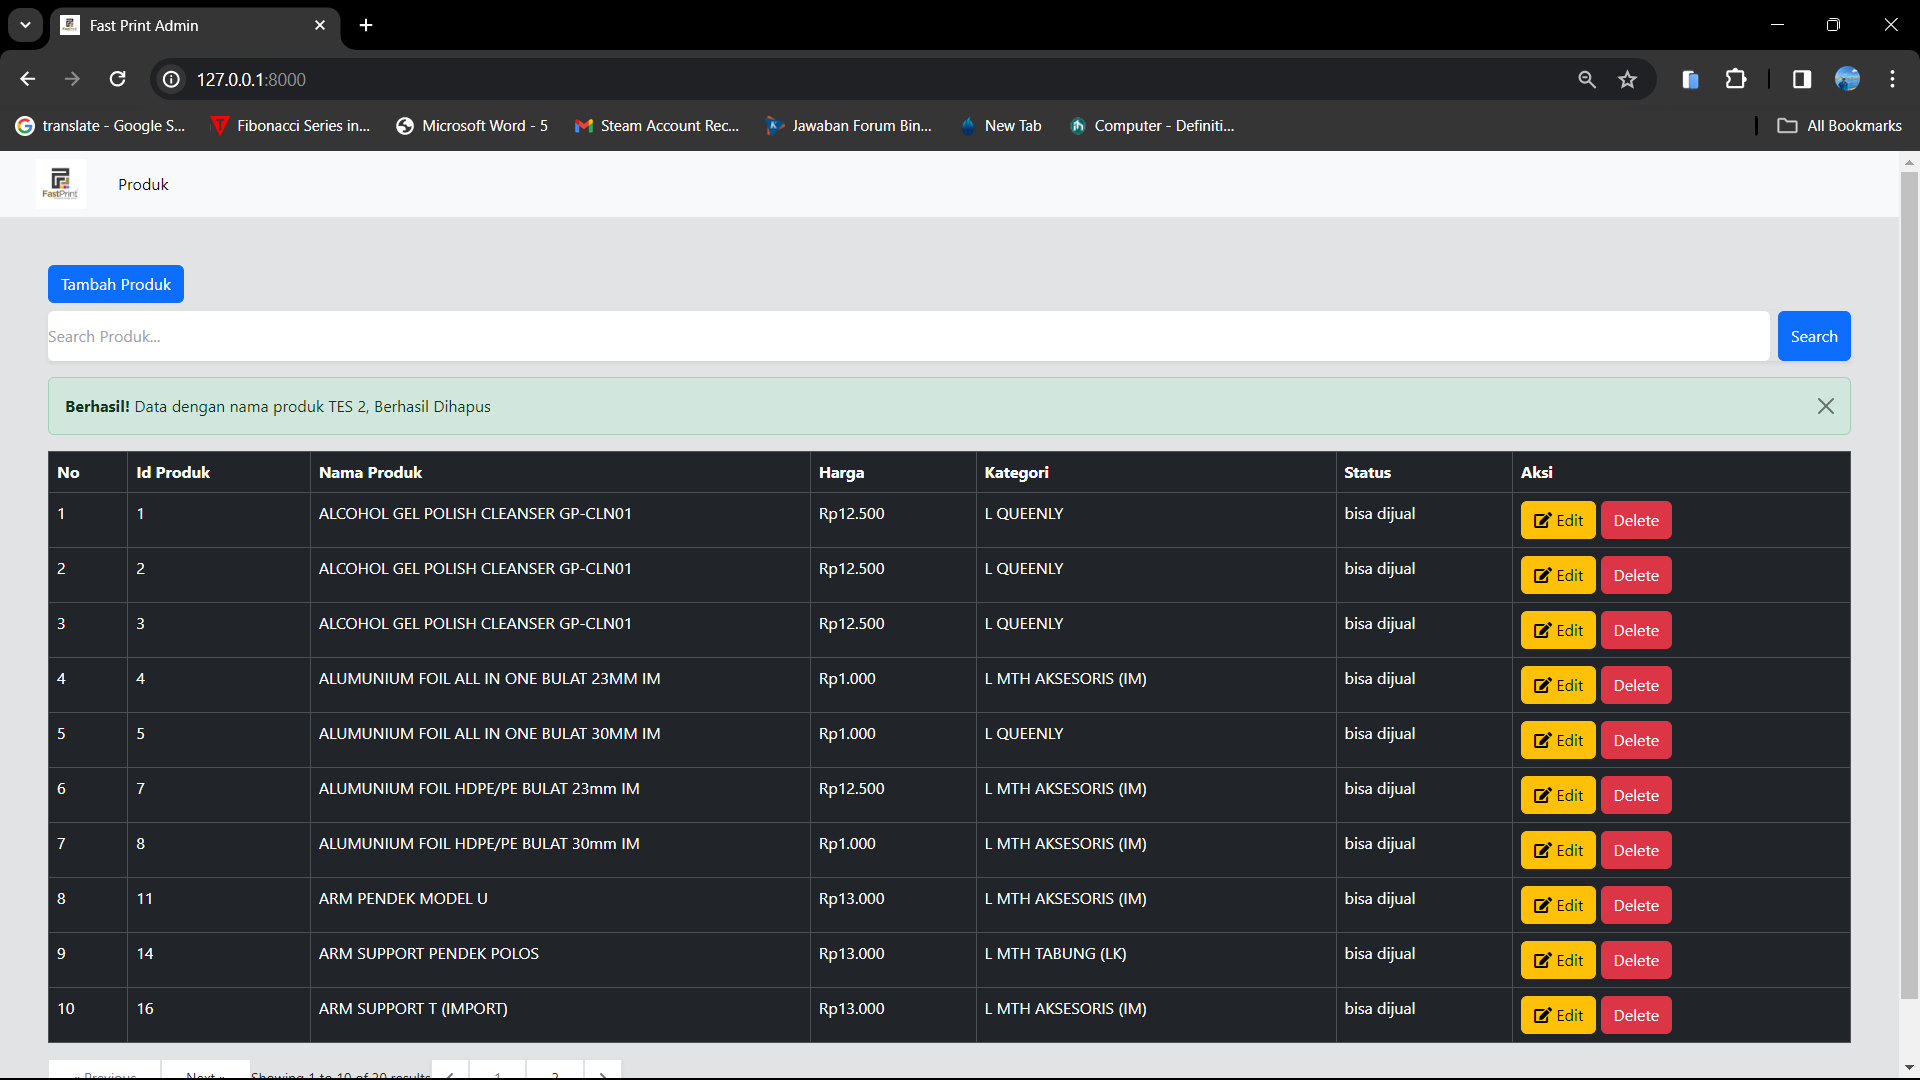 Fast Print Admin
127.0.0.1:8000
translate - Google S... Fibonacci Series in... Microsoft Word - 5 Steam Account Rec... Jawaban Forum Bin... New Tab Computer - Definiti... All Bookmarks
FastPrint Produk
Tambah Produk
Search Produk... Search
Berhasil! Data dengan nama produk TES 2, Berhasil Dihapus
No Id Produk Nama Produk Harga Kategori Status Aksi
1 1 ALCOHOL GEL POLISH CLEANSER GP-CLN01 Rp12.500 L QUEENLY bisa dijual Edit Delete
2 2 ALCOHOL GEL POLISH CLEANSER GP-CLN01 Rp12.500 L QUEENLY bisa dijual Edit Delete
3 3 ALCOHOL GEL POLISH CLEANSER GP-CLN01 Rp12.500 L QUEENLY bisa dijual Edit Delete
4 4 ALUMUNIUM FOIL ALL IN ONE BULAT 23MM IM Rp1.000 L MTH AKSESORIS (IM) bisa dijual Edit Delete
5 5 ALUMUNIUM FOIL ALL IN ONE BULAT 30MM IM Rp1.000 L QUEENLY bisa dijual Edit Delete
6 7 ALUMUNIUM FOIL HDPE/PE BULAT 23mm IM Rp12.500 L MTH AKSESORIS (IM) bisa dijual Edit Delete
7 8 ALUMUNIUM FOIL HDPE/PE BULAT 30mm IM Rp1.000 L MTH AKSESORIS (IM) bisa dijual Edit Delete
8 11 ARM PENDEK MODEL U Rp13.000 L MTH AKSESORIS (IM) bisa dijual Edit Delete
9 14 ARM SUPPORT PENDEK POLOS Rp13.000 L MTH TABUNG (LK) bisa dijual Edit Delete
10 16 ARM SUPPORT T (IMPORT) Rp13.000 L MTH AKSESORIS (IM) bisa dijual Edit Delete
« Previous Next » Showing 1 to 10 of 20 results 1 2